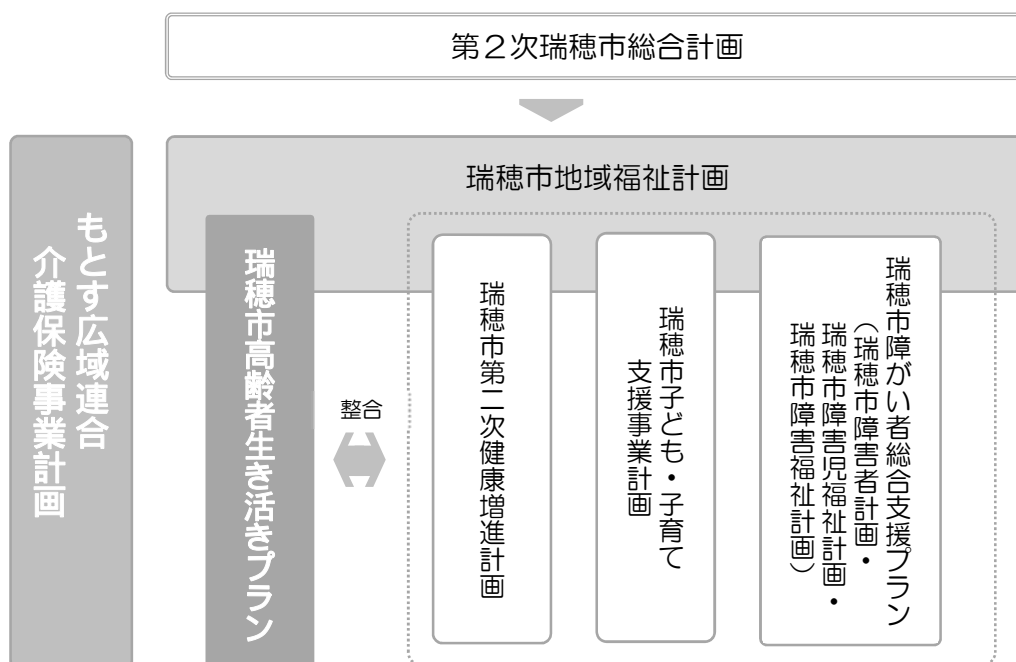 第２次瑞穂市総合計画
瑞穂市地域福祉計画
もとす広域連合
介護保険事業計画
瑞穂市高齢者生き活きプラン
整合
瑞穂市第二次健康増進計画
瑞穂市子ども・子育て
支援事業計画
瑞穂市障がい者総合支援プラン
（瑞穂市障害者計画・
瑞穂市障害児福祉計画・
瑞穂市障害福祉計画）